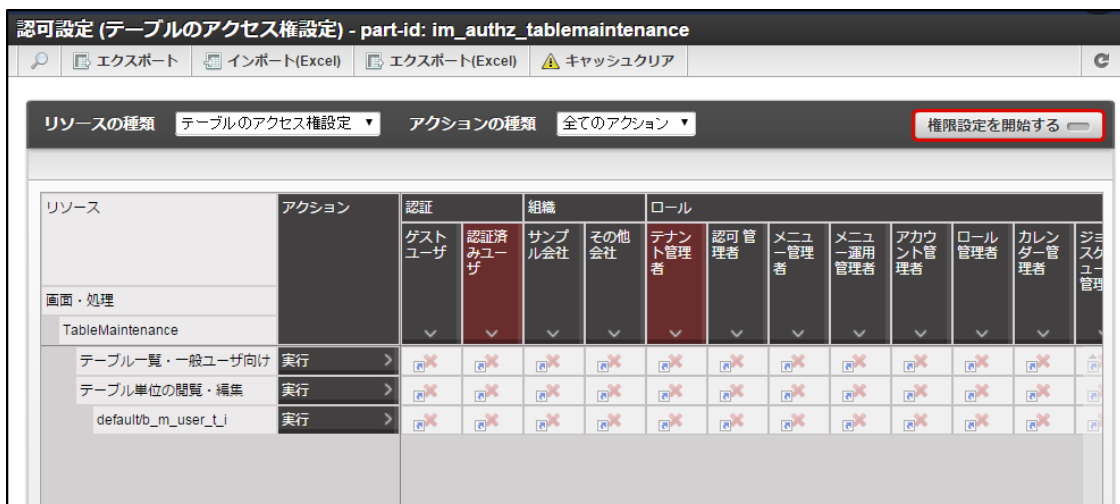 認可設定 (テーブルのアクセス権設定) - part-id: im_authz_tablemaintenance
エクスポート インポート(Excel) エクスポート(Excel) キャッシュクリア
リソースの種類 テーブルのアクセス権設定 アクションの種類 全てのアクション 権限設定を開始する
リソース アクション 認証 組織 ロール
ゲストユーザ 認証済みユーザ サンプル会社 その他会社 テナント管理者 認可管理者 メニュー管理者 メニュー運用管理者 アカウント管理者 ロール管理者 カレンダー管理者
画面・処理
TableMaintenance
テーブル一覧・一般ユーザ向け 実行
テーブル単位の閲覧・編集 実行
default/b_m_user_t_i 実行